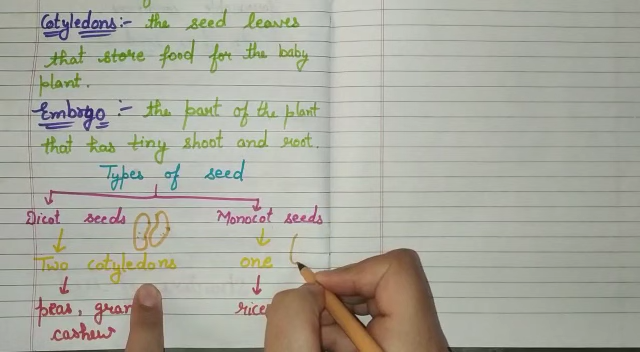 Cotyledons:- the seed leaves
that store food for the baby
plant.
Embryo :- the part of the plant
that has tiny shoot and root.
Types of seed
Dicot seeds Monocot seeds
Two cotyledons one
peas, gram
cashew rice